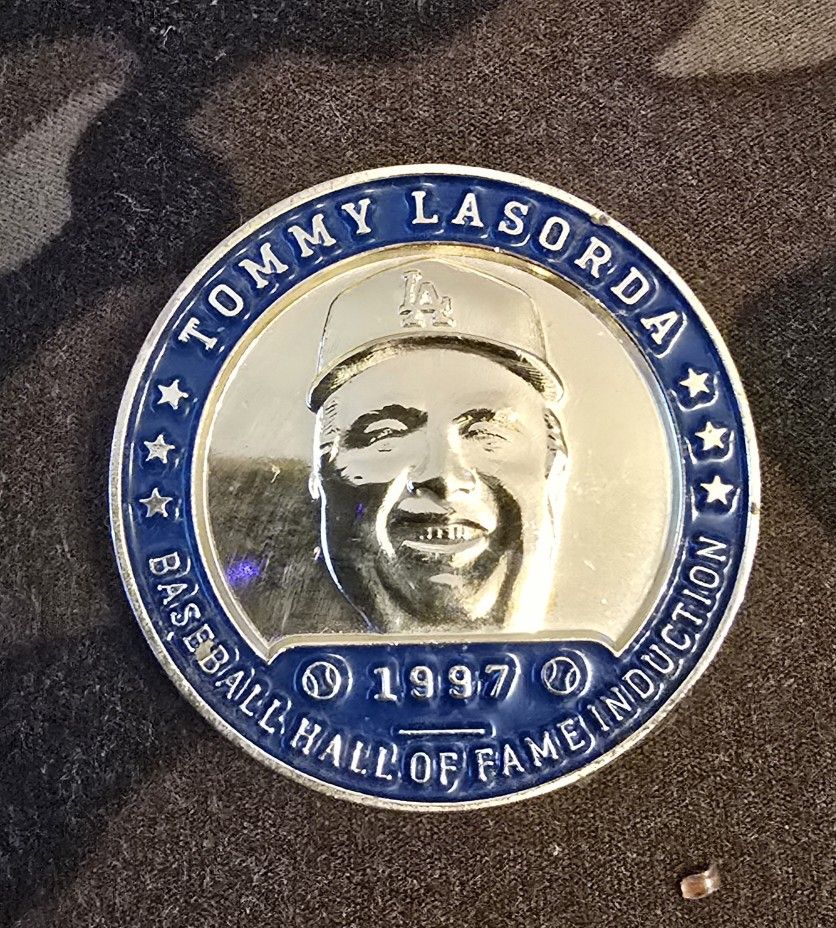 TOMMY LASORDA
LA
1997
BASEBALL HALL OF FAME INDUCTION